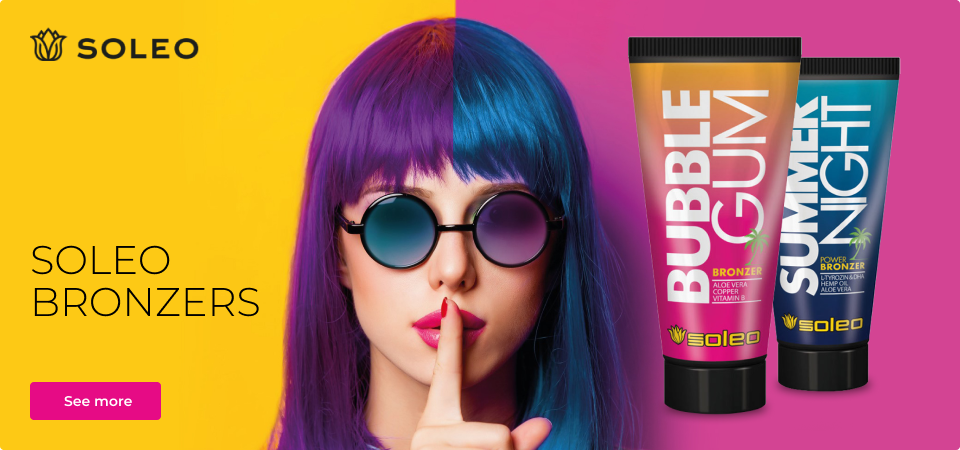 SOLEO
SOLEO
BRONZERS
See more
BUBBLE
GUM
BRONZER
ALOE VERA
COPPER
VITAMIN B
soleo
SUMMER
NIGHT
POWER
BRONZER
L-TYROZIN & DHA
HEMP OIL
ALOE VERA
soleo